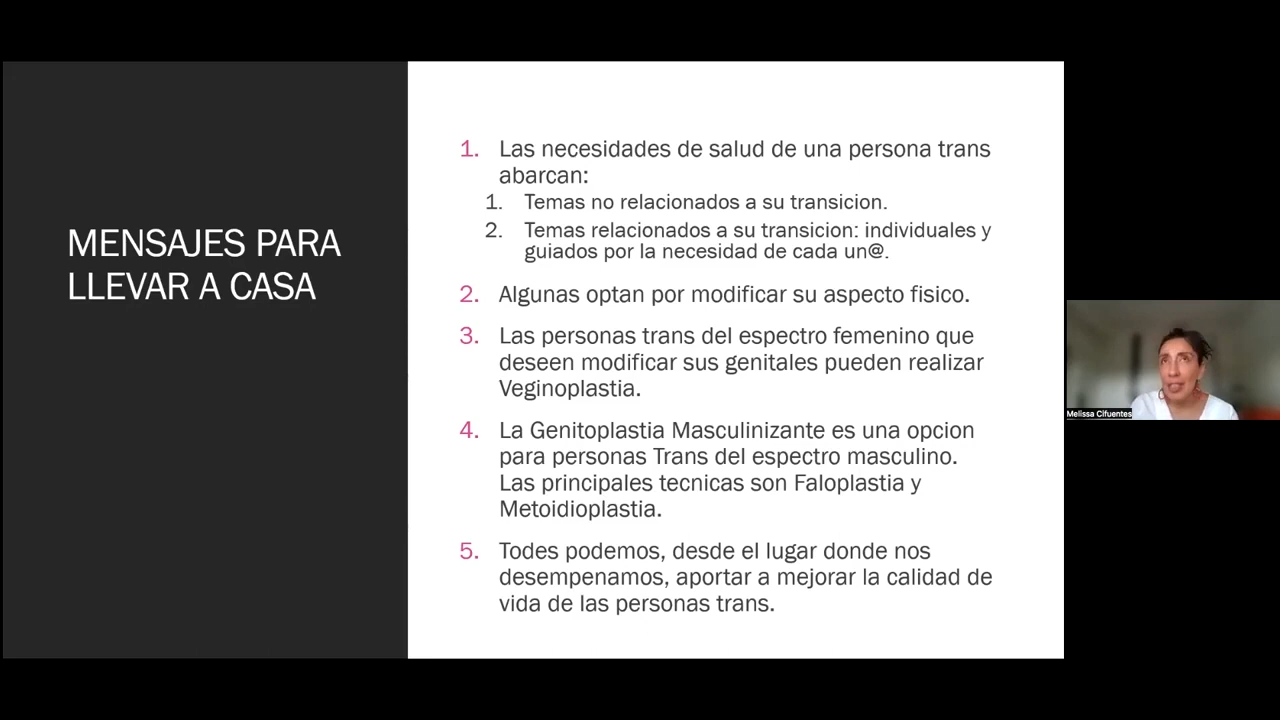 MENSAJES PARA
LLEVAR A CASA
1. Las necesidades de salud de una persona trans
abarcan:
1. Temas no relacionados a su transicion.
2. Temas relacionados a su transicion: individuales y
guiados por la necesidad de cada un@.
2. Algunas optan por modificar su aspecto fisico.
3. Las personas trans del espectro femenino que
deseen modificar sus genitales pueden realizar
Veginoplastia.
4. La Genitoplastia Masculinizante es una opcion
para personas Trans del espectro masculino.
Las principales tecnicas son Faloplastia y
Metoidioplastia.
5. Todes podemos, desde el lugar donde nos
desempenamos, aportar a mejorar la calidad de
vida de las personas trans.
Melissa Cifuentes